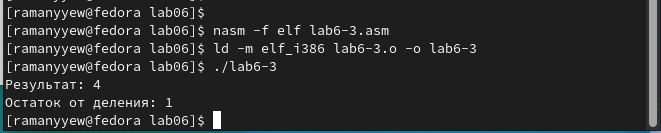 [ramanyyew@fedora lab06]$
[ramanyyew@fedora lab06]$ nasm -f elf lab6-3.asm
[ramanyyew@fedora lab06]$ ld -m elf_i386 lab6-3.o -o lab6-3
[ramanyyew@fedora lab06]$ ./lab6-3
Результат: 4
Остаток от деления: 1
[ramanyyew@fedora lab06]$